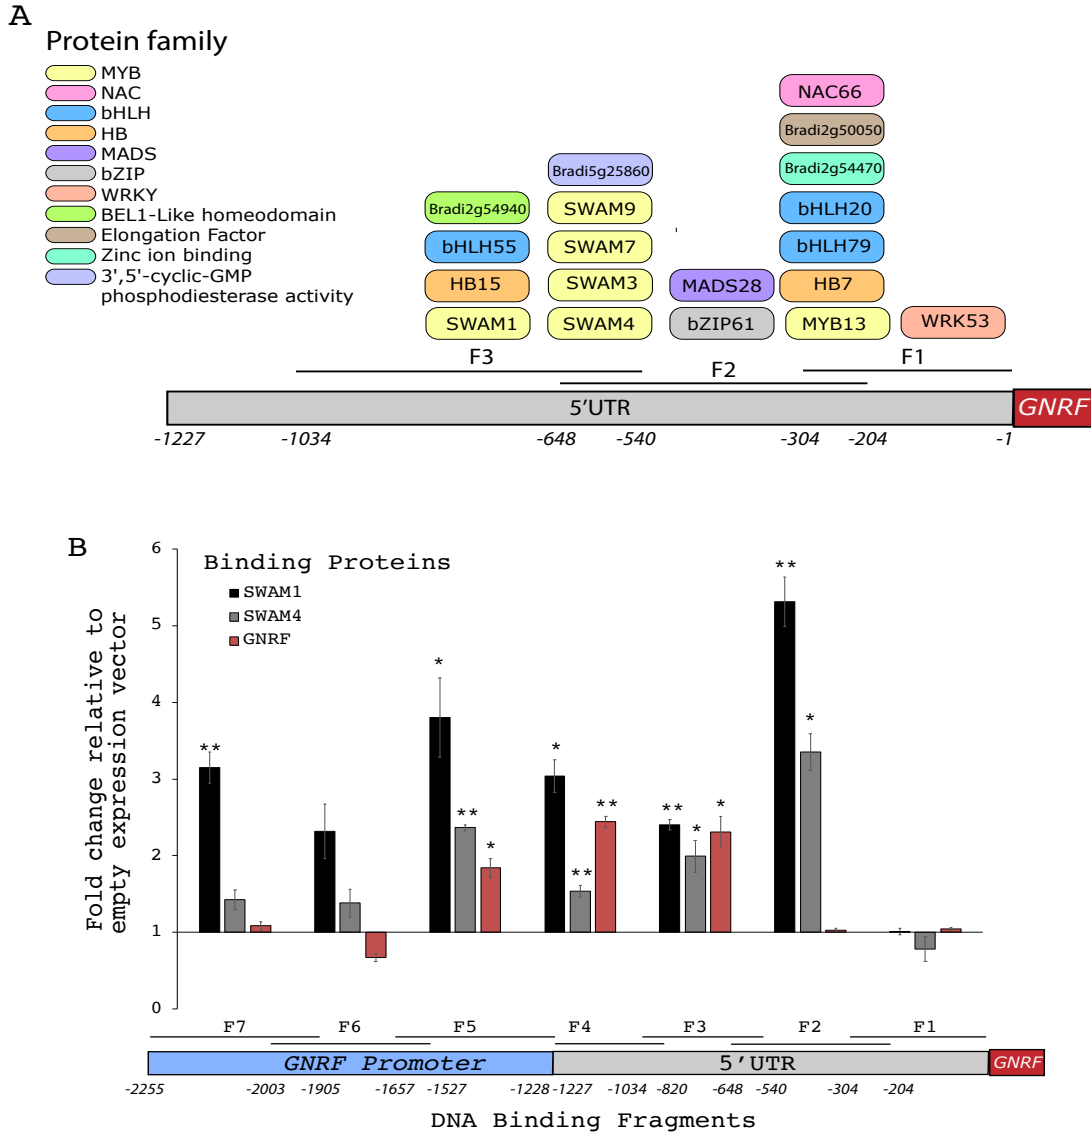 A
Protein family
MYB
NAC
bHLH
HB
MADS
bZIP
WRKY
BEL1-Like homeodomain
Elongation Factor
Zinc ion binding
3',5'-cyclic-GMP
phosphodiesterase activity
NAC66
Bradi2g50050
Bradi5g25860
Bradi2g54470
Bradi2g54940
SWAM9
bHLH20
bHLH55
SWAM7
bHLH79
HB15
SWAM3
MADS28
HB7
SWAM1
SWAM4
bZIP61
MYB13
WRK53
F3
F2
F1
5'UTR
GNRF
-1227
-1034
-648
-540
-304
-204
-1
B
Binding Proteins
SWAM1
SWAM4
GNRF
Fold change relative to
empty expression vector
6
5
4
3
2
1
0
**
*
**
*
*
**
**
**
*
*
**
*
F7
F6
F5
F4
F3
F2
F1
GNRF Promoter
5'UTR
GNRF
-2255
-2003
-1905
-1657
-1527
-1228
-1227
-1034
-820
-648
-540
-304
-204
DNA Binding Fragments